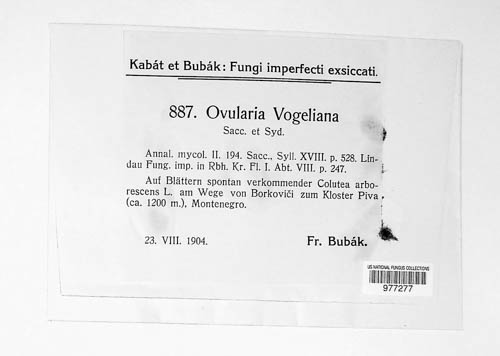 Kabát et Bubák: Fungi imperfecti exsiccati.
887. Ovularia Vogeliana
Sacc. et Syd.
Annal. mycol. II. 194. Sacc., Syll. XVIII. p. 528. Lin-
dau Fung. imp. in Rbh. Kr. Fl. I. Abt. VIII. p. 247.
Auf Blättern spontan verkommender Colutea arbo-
rescens L. am Wege von Borkoviči zum Kloster Piva
(ca. 1200 m.), Montenegro.
23. VIII. 1904.
Fr. Bubák.
US NATIONAL FUNGUS COLLECTIONS
977277